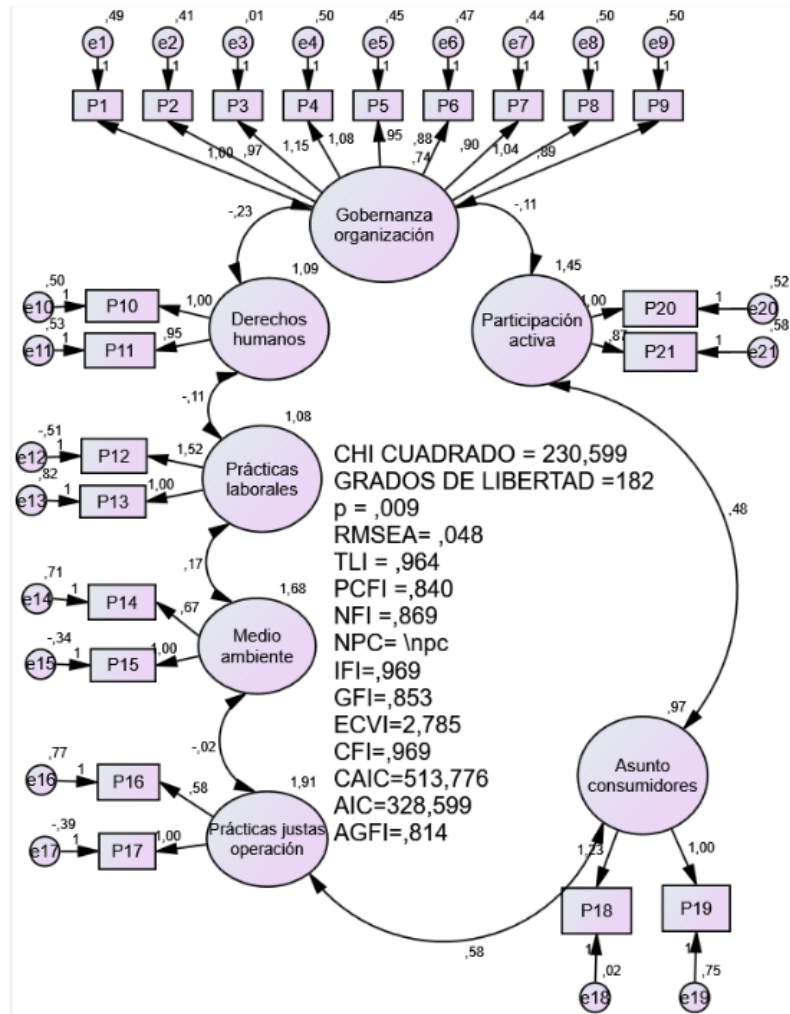 ,49 ,41 ,01 ,50 ,45 ,47 ,44 ,50 ,50
e1 e2 e3 e4 e5 e6 e7 e8 e9
1 1 1 1 1 1 1 1 1
P1 P2 P3 P4 P5 P6 P7 P8 P9
1,00 ,97 1,15 1,08 ,95 ,88 ,90 1,04 ,89
,74
Gobernanza
organización
-,23
-,11
1,09
Derechos
humanos
,50
e10 1 P10 1,00
,53
e11 1 P11 ,95
1,45
Participación
activa
1,00 P20 1 e20
,52
,87 P21 1 e21
,58
-,11
1,08
Prácticas
laborales
-,51
e12 1 P12 1,52
,82
e13 1 P13 1,00
CHI CUADRADO = 230,599
GRADOS DE LIBERTAD =182
p = ,009
RMSEA= ,048
TLI = ,964
PCFI = ,840
NFI =,869
NPC= \npc
IFI=,969
GFI=,853
ECVI=2,785
CFI=,969
CAIC=513,776
AIC=328,599
AGFI=,814
,48
,17
1,68
Medio
ambiente
,71
e14 1 P14 ,67
-,34
e15 1 P15 1,00
-,02
1,91
Prácticas justas
operación
,77
e16 1 P16 ,58
-,39
e17 1 P17 1,00
,97
Asunto
consumidores
1,23 1,00
P18 P19
1 1
,02 ,75
e18 e19
,58